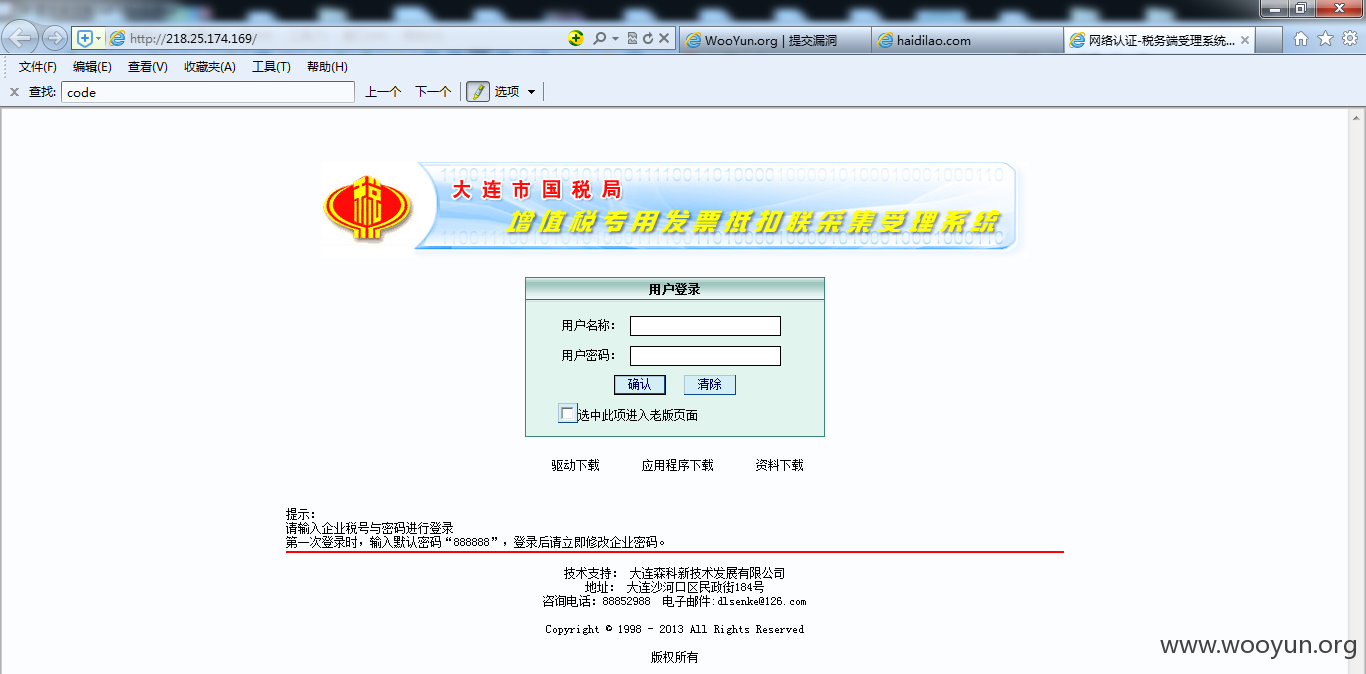 http://218.25.174.169/
WooYun.org | 提交漏洞
haidilao.com
网络认证-税务端受理系统...
文件(F) 编辑(E) 查看(V) 收藏夹(A) 工具(T) 帮助(H)
查找: code 上一个 下一个 选项
大连市国税局
增值税专用发票抵扣联采集受理系统
用户登录
用户名称：
用户密码：
确认 清除
选中此项进入老版页面
驱动下载 应用程序下载 资料下载
提示：
请输入企业税号与密码进行登录
第一次登录时，输入默认密码“888888”，登录后请立即修改企业密码。
技术支持： 大连森科新技术发展有限公司
地址： 大连沙河口区民政街184号
咨询电话：88852988 电子邮件:dlsenke@126.com
Copyright © 1998 - 2013 All Rights Reserved
版权所有
www.wooyun.org